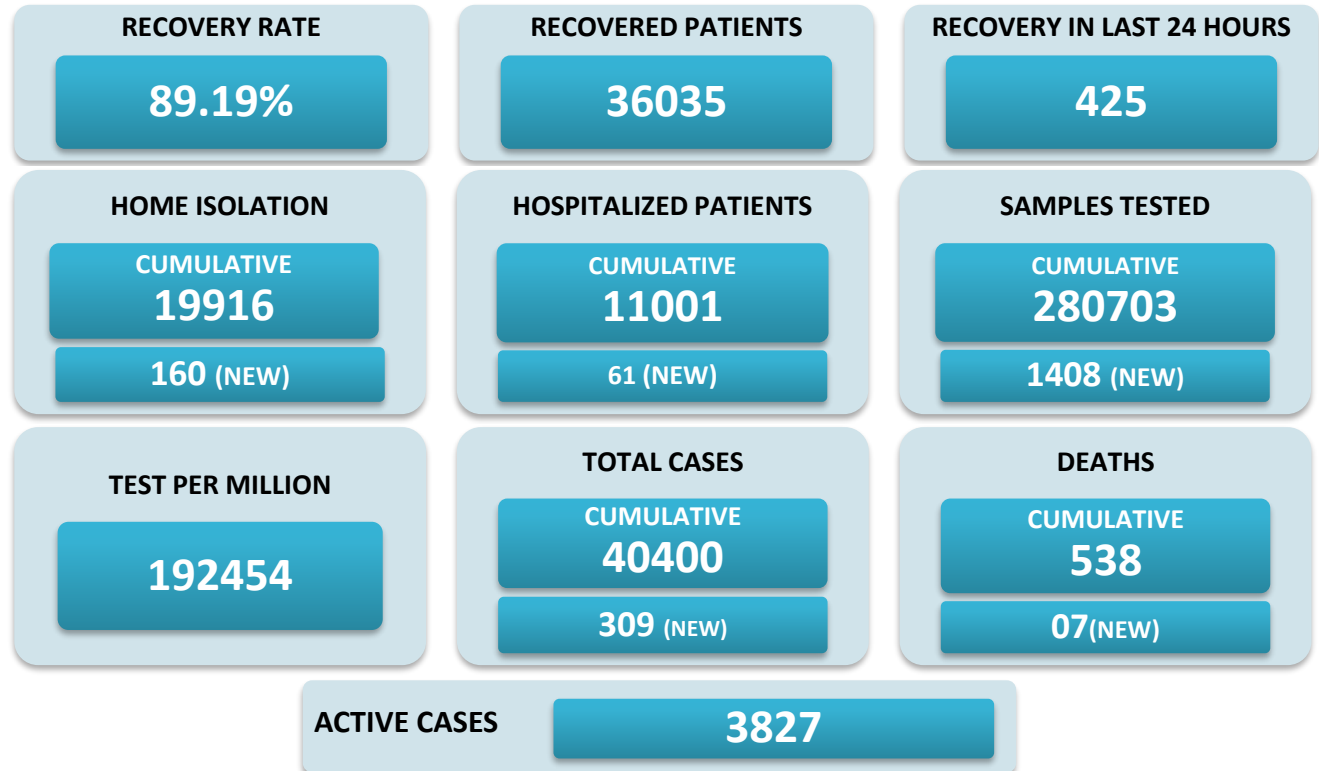 RECOVERY RATE
89.19%
RECOVERED PATIENTS
36035
RECOVERY IN LAST 24 HOURS
425
HOME ISOLATION
CUMULATIVE
19916
160 (NEW)
HOSPITALIZED PATIENTS
CUMULATIVE
11001
61 (NEW)
SAMPLES TESTED
CUMULATIVE
280703
1408 (NEW)
TEST PER MILLION
192454
TOTAL CASES
CUMULATIVE
40400
309 (NEW)
DEATHS
CUMULATIVE
538
07(NEW)
ACTIVE CASES
3827